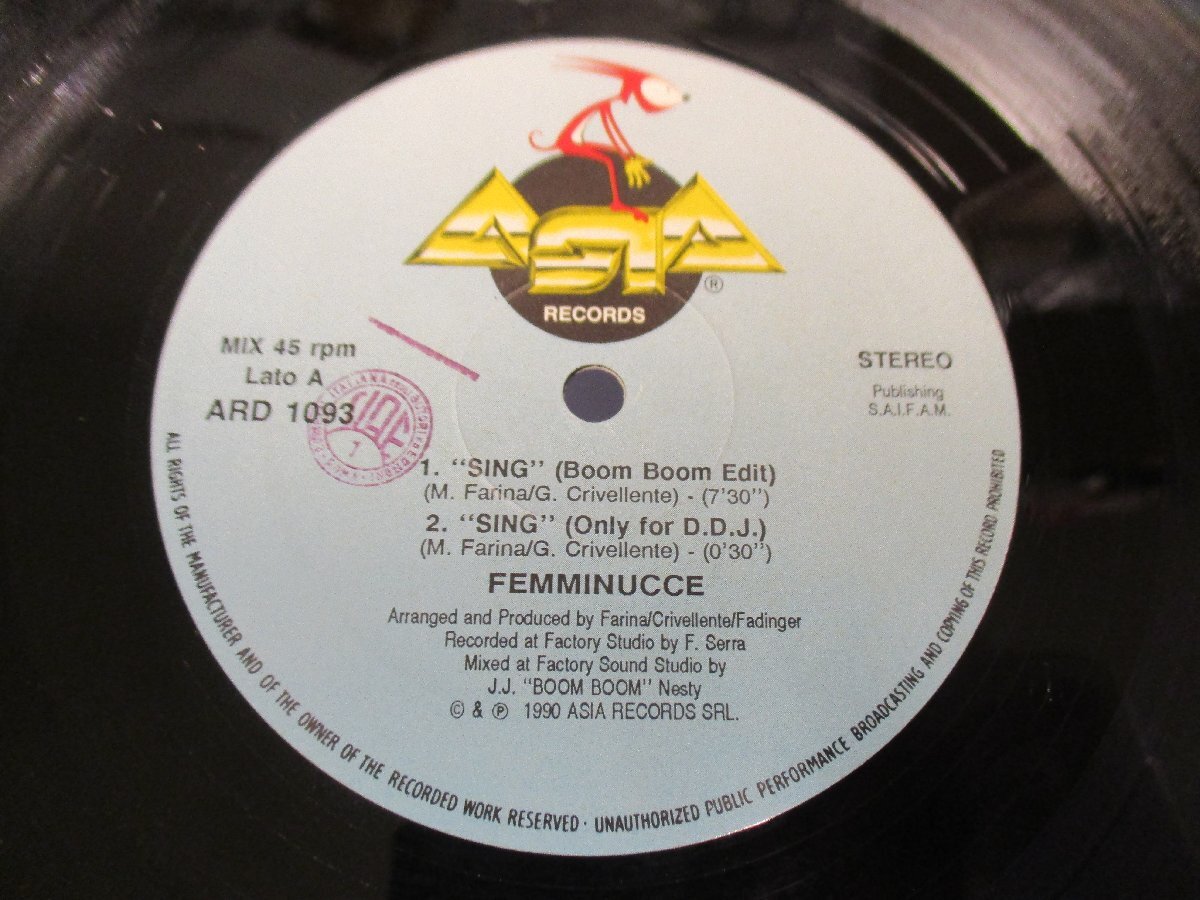 ASIA
®
RECORDS
MIX 45 rpm
Lato A
ARD 1093
STEREO
Publishing
S.A.I.F.A.M.
1. "SING" (Boom Boom Edit)
(M. Farina/G. Crivellente) - (7'30")
2. "SING" (Only for D.D.J.)
(M. Farina/G. Crivellente) - (0'30")
FEMMINUCCE
Arranged and Produced by Farina/Crivellente/Fadinger
Recorded at Factory Studio by F. Serra
Mixed at Factory Sound Studio by
J.J. "BOOM BOOM" Nesty
© & ℗ 1990 ASIA RECORDS SRL.
ALL RIGHTS OF THE MANUFACTURER AND OF THE OWNER OF THE RECORDED WORK RESERVED · UNAUTHORIZED PUBLIC PERFORMANCE BROADCASTING AND COPYING OF THIS RECORD PROHIBITED